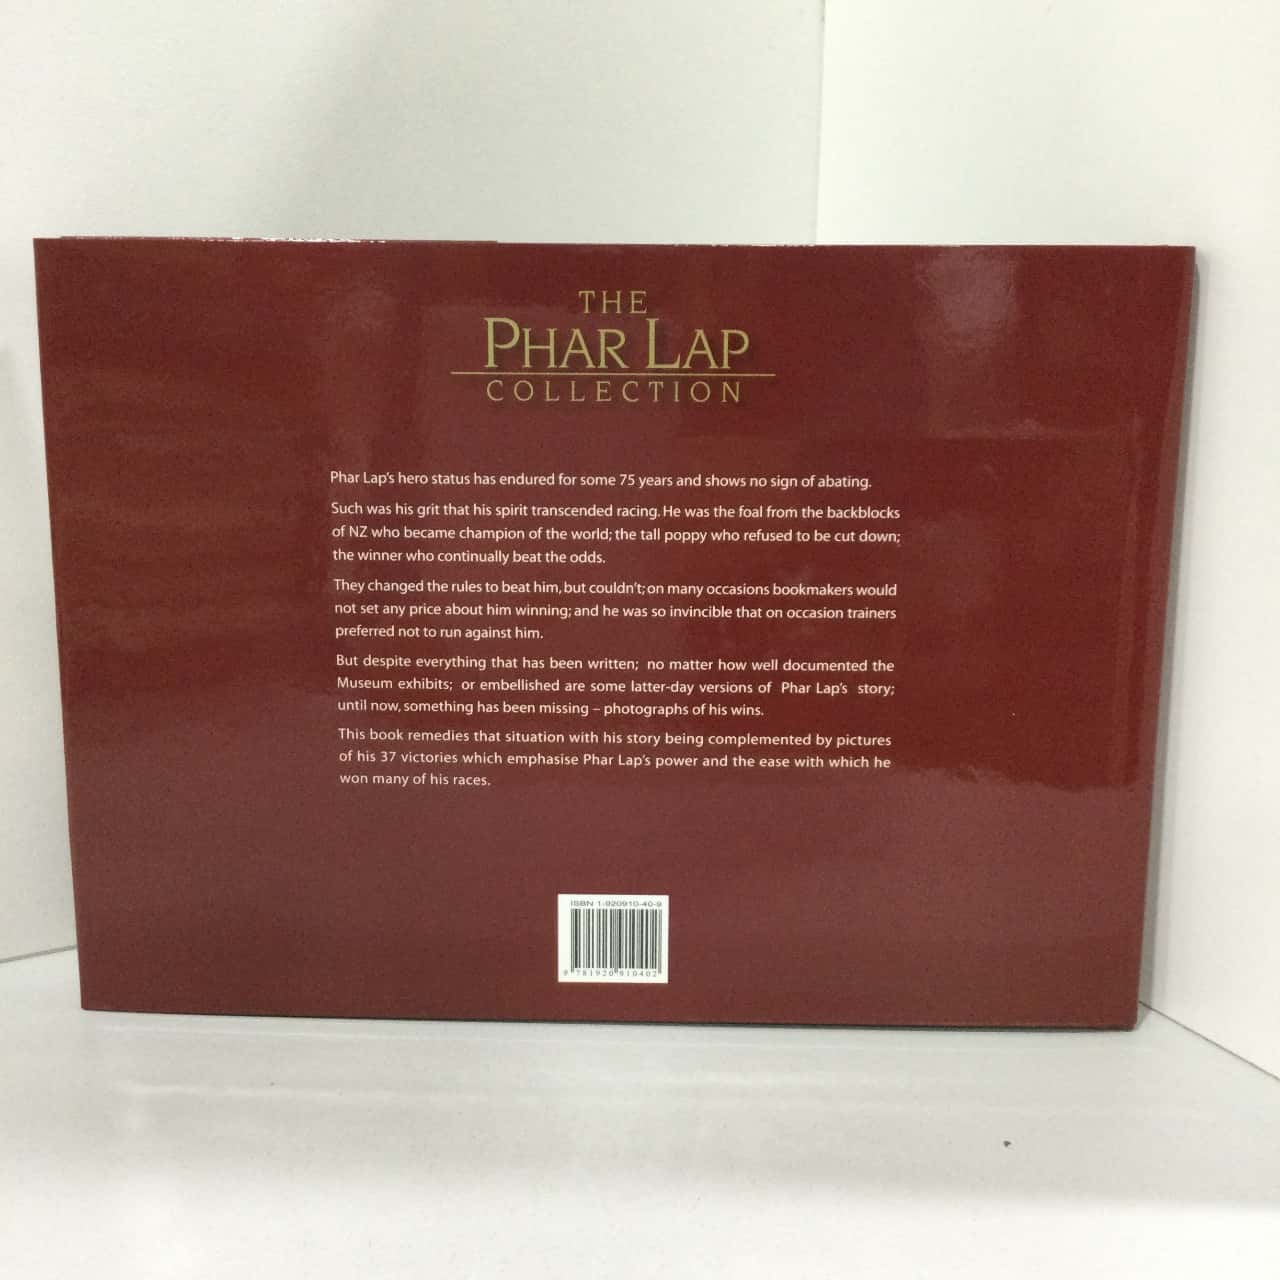 THE
PHAR LAP
COLLECTION
Phar Lap's hero status has endured for some 75 years and shows no sign of abating.
Such was his grit that his spirit transcended racing. He was the foal from the backblocks
of NZ who became champion of the world; the tall poppy who refused to be cut down;
the winner who continually beat the odds.
They changed the rules to beat him, but couldn't; on many occasions bookmakers would
not set any price about him winning; and he was so invincible that on occasion trainers
preferred not to run against him.
But despite everything that has been written; no matter how well documented the
Museum exhibits; or embellished are some latter-day versions of Phar Lap's story;
until now, something has been missing – photographs of his wins.
This book remedies that situation with his story being complemented by pictures
of his 37 victories which emphasise Phar Lap's power and the ease with which he
won many of his races.
ISBN 1-920910-40-9
9 781920 910402